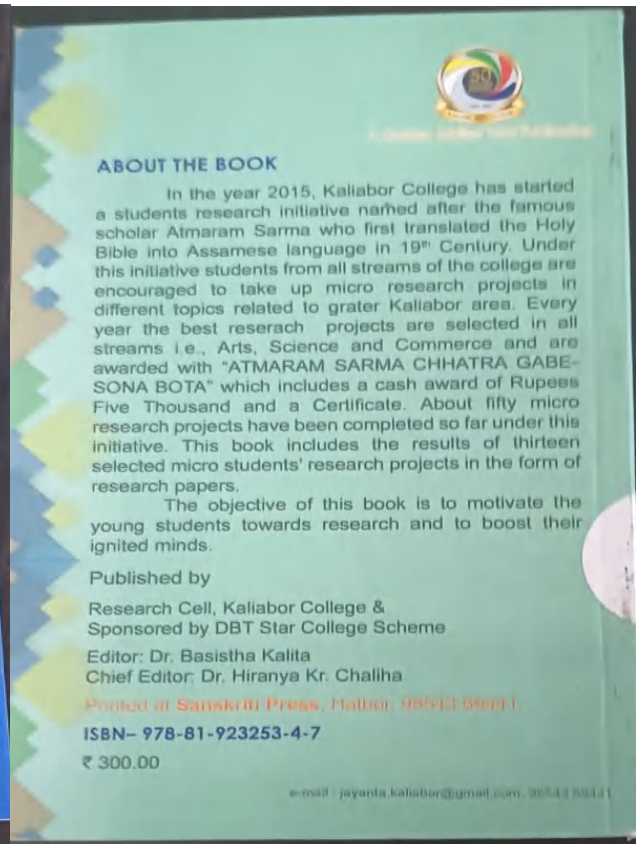 50
ABOUT THE BOOK
In the year 2015, Kaliabor College has started
a students research initiative named after the famous
scholar Atmaram Sarma who first translated the Holy
Bible into Assamese language in 19th Century. Under
this initiative students from all streams of the college are
encouraged to take up micro research projects in
different topics related to grater Kaliabor area. Every
year the best reserach projects are selected in all
streams i.e., Arts, Science and Commerce and are
awarded with "ATMARAM SARMA CHHATRA GABE-
SONA BOTA" which includes a cash award of Rupees
Five Thousand and a Certificate. About fifty micro
research projects have been completed so far under this
initiative. This book includes the results of thirteen
selected micro students' research projects in the form of
research papers.
The objective of this book is to motivate the
young students towards research and to boost their
ignited minds.
Published by
Research Cell, Kaliabor College &
Sponsored by DBT Star College Scheme
Editor: Dr. Basistha Kalita
Chief Editor: Dr. Hiranya Kr. Chaliha
Printed at Sanskriti Press, Hatbor,
ISBN– 978-81-923253-4-7
₹ 300.00
e-mail : jayanta.kaliabor@gmail.com,